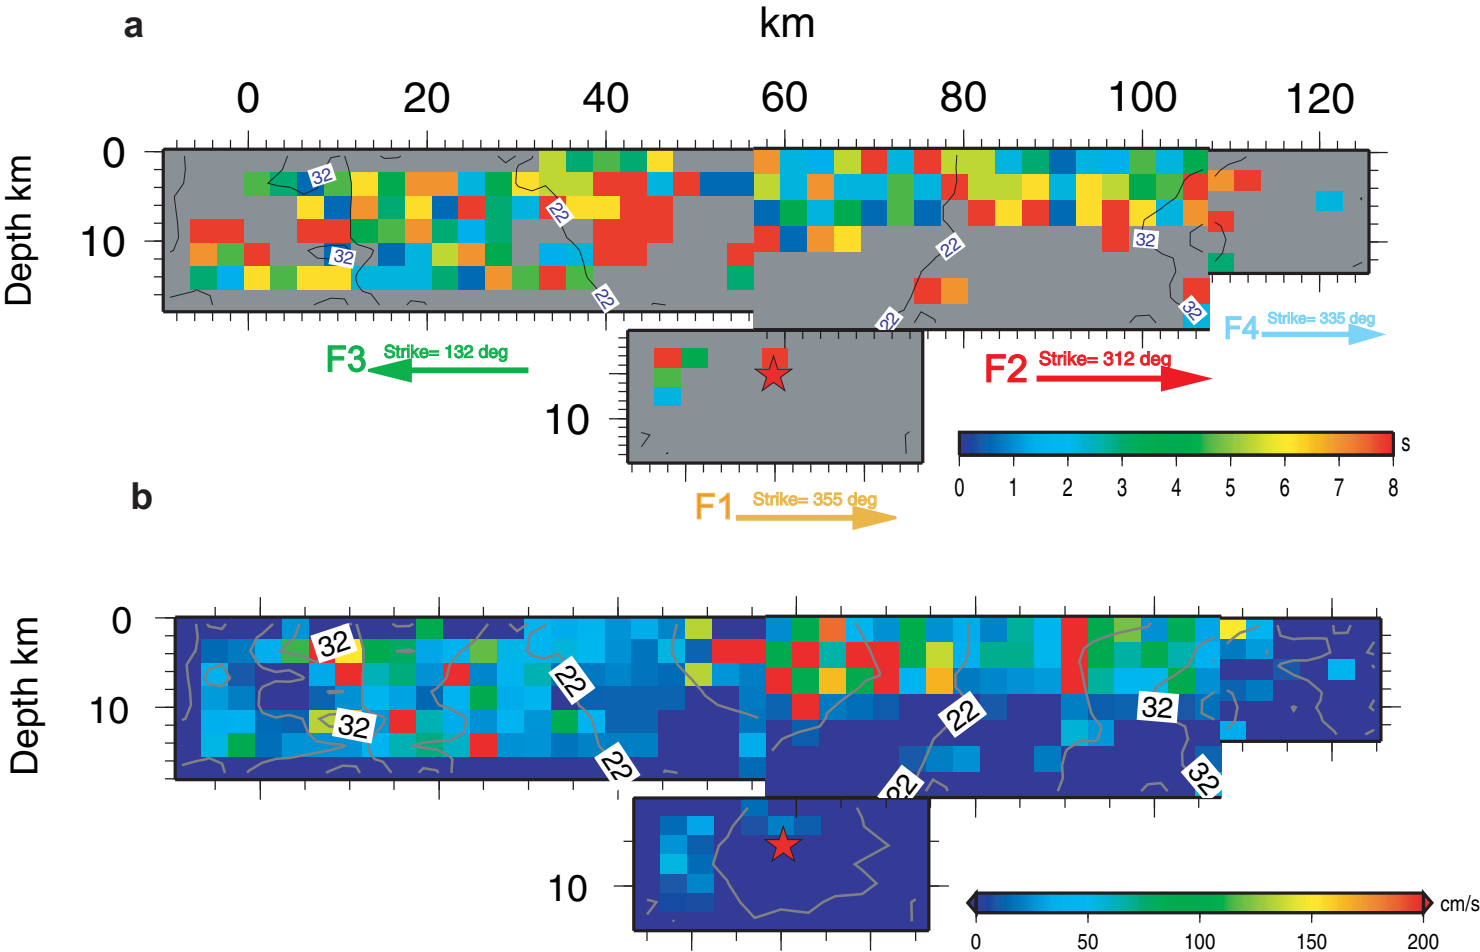 a
km
0 20 40 60 80 100 120
Depth km
0
10
32
32
22
22
22
22
32
32
F3 Strike= 132 deg
F2 Strike= 312 deg
F4 Strike= 335 deg
10
s
0 1 2 3 4 5 6 7 8
F1 Strike= 355 deg
b
Depth km
0
10
32
32
22
22
22
22
32
32
10
cm/s
0 50 100 150 200